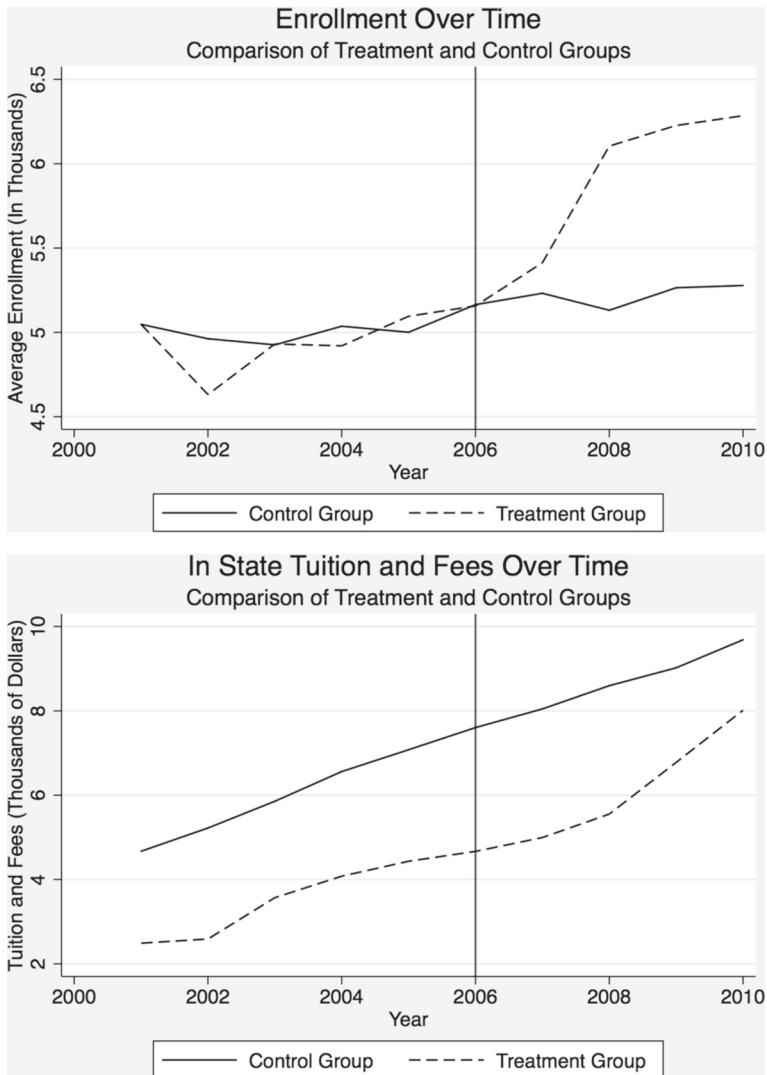 Enrollment Over Time
Comparison of Treatment and Control Groups
Average Enrollment (In Thousands)
6.5
6
5.5
5
4.5
2000 2002 2004 2006 2008 2010
Year
Control Group Treatment Group
In State Tuition and Fees Over Time
Comparison of Treatment and Control Groups
Tuition and Fees (Thousands of Dollars)
10
8
6
4
2
2000 2002 2004 2006 2008 2010
Year
Control Group Treatment Group